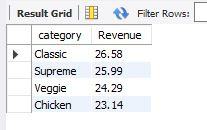 Result Grid Filter Rows:
category Revenue
Classic 26.58
Supreme 25.99
Veggie 24.29
Chicken 23.14